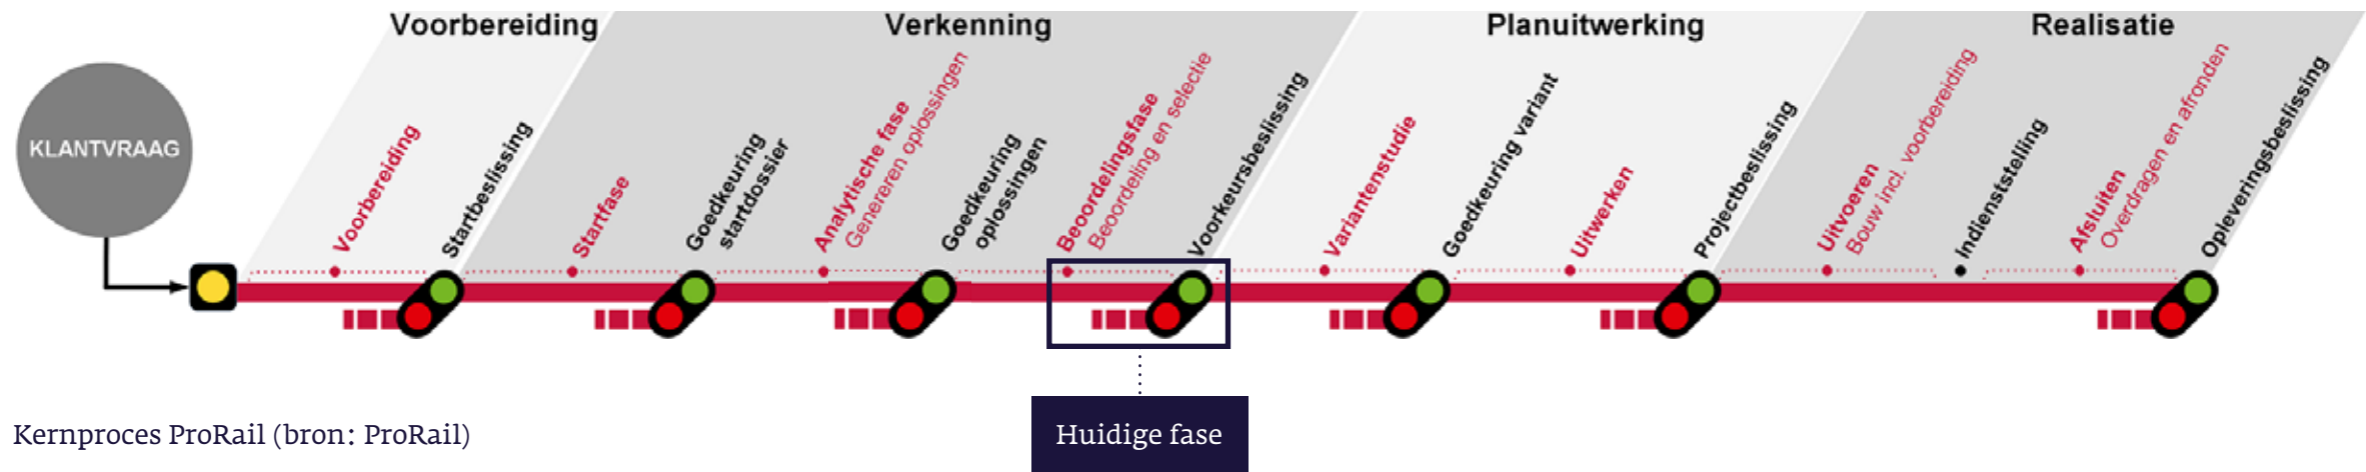 Voorbereiding
Verkenning
Planuitwerking
Realisatie
KLANTVRAAG
Voorbereiding
Startbeslissing
Startfase
Goedkeuring
startdossier
Analytische fase
Genereren oplossingen
Goedkeuring
oplossingen
Beoordelingsfase
Beoordeling en selectie
Voorkeursbeslissing
Variantenstudie
Goedkeuring variant
Uitwerken
Projectbeslissing
Uitvoeren
Bouw incl. voorbereiding
Indienststelling
Afsluiten
Overdragen en afronden
Opleveringsbeslissing
Huidige fase
Kernproces ProRail (bron: ProRail)